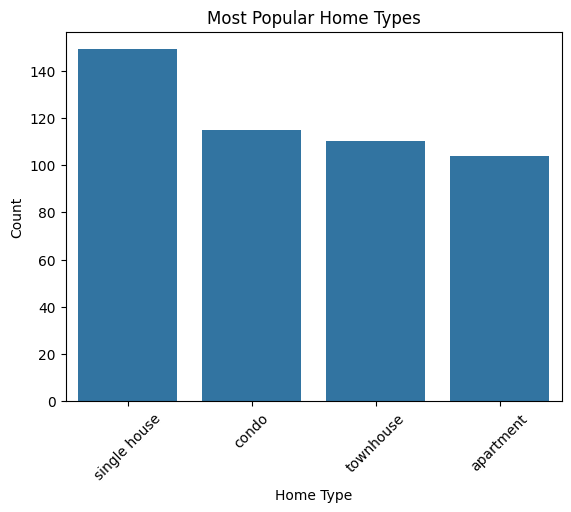 Most Popular Home Types
Count
140
120
100
80
60
40
20
0
single house
condo
townhouse
apartment
Home Type